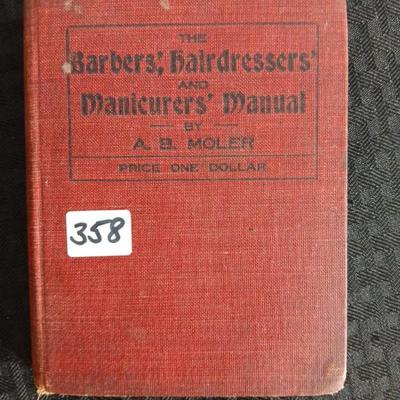 THE
Barbers', Hairdressers'
AND
Manicurers' Manual
BY
A. B. MOLER
PRICE ONE DOLLAR
358